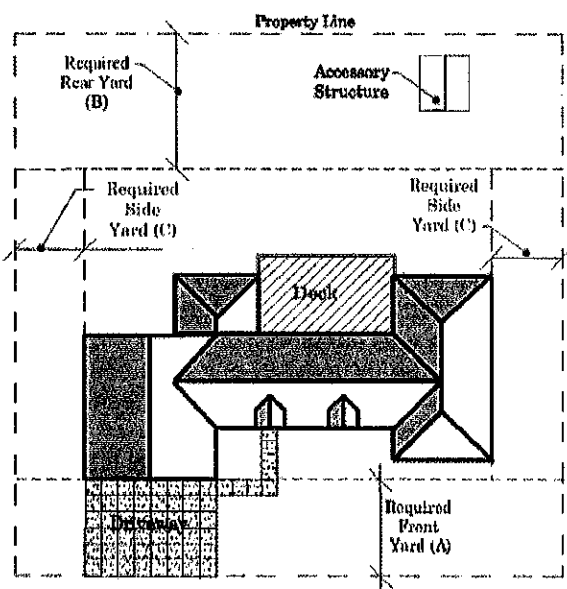 Property Line
Required
Rear Yard
(B)
Accessory
Structure
Required
Side
Yard (C)
Required
Side
Yard (C)
Deck
Driveway
Required
Front
Yard (A)